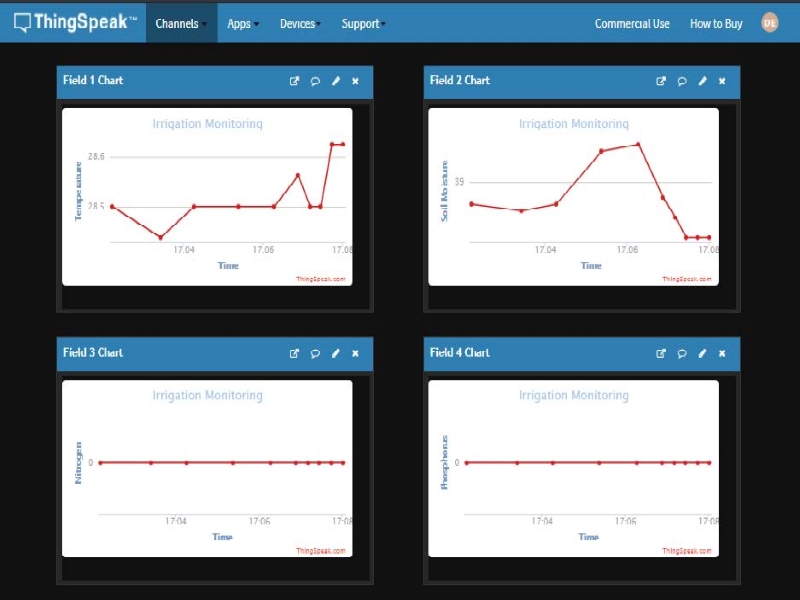 ThingSpeak™ Channels Apps Devices Support Commercial Use How to Buy DE
Field 1 Chart
Irrigation Monitoring
Temperature
28.6
28.5
17:04 17:06 17:08
Time
ThingSpeak.com
Field 2 Chart
Irrigation Monitoring
Soil Moisture
39
17:04 17:06 17:08
Time
ThingSpeak.com
Field 3 Chart
Irrigation Monitoring
Nitrogen
0
17:04 17:06 17:08
Time
ThingSpeak.com
Field 4 Chart
Irrigation Monitoring
Phosphorus
0
17:04 17:06 17:08
Time
ThingSpeak.com